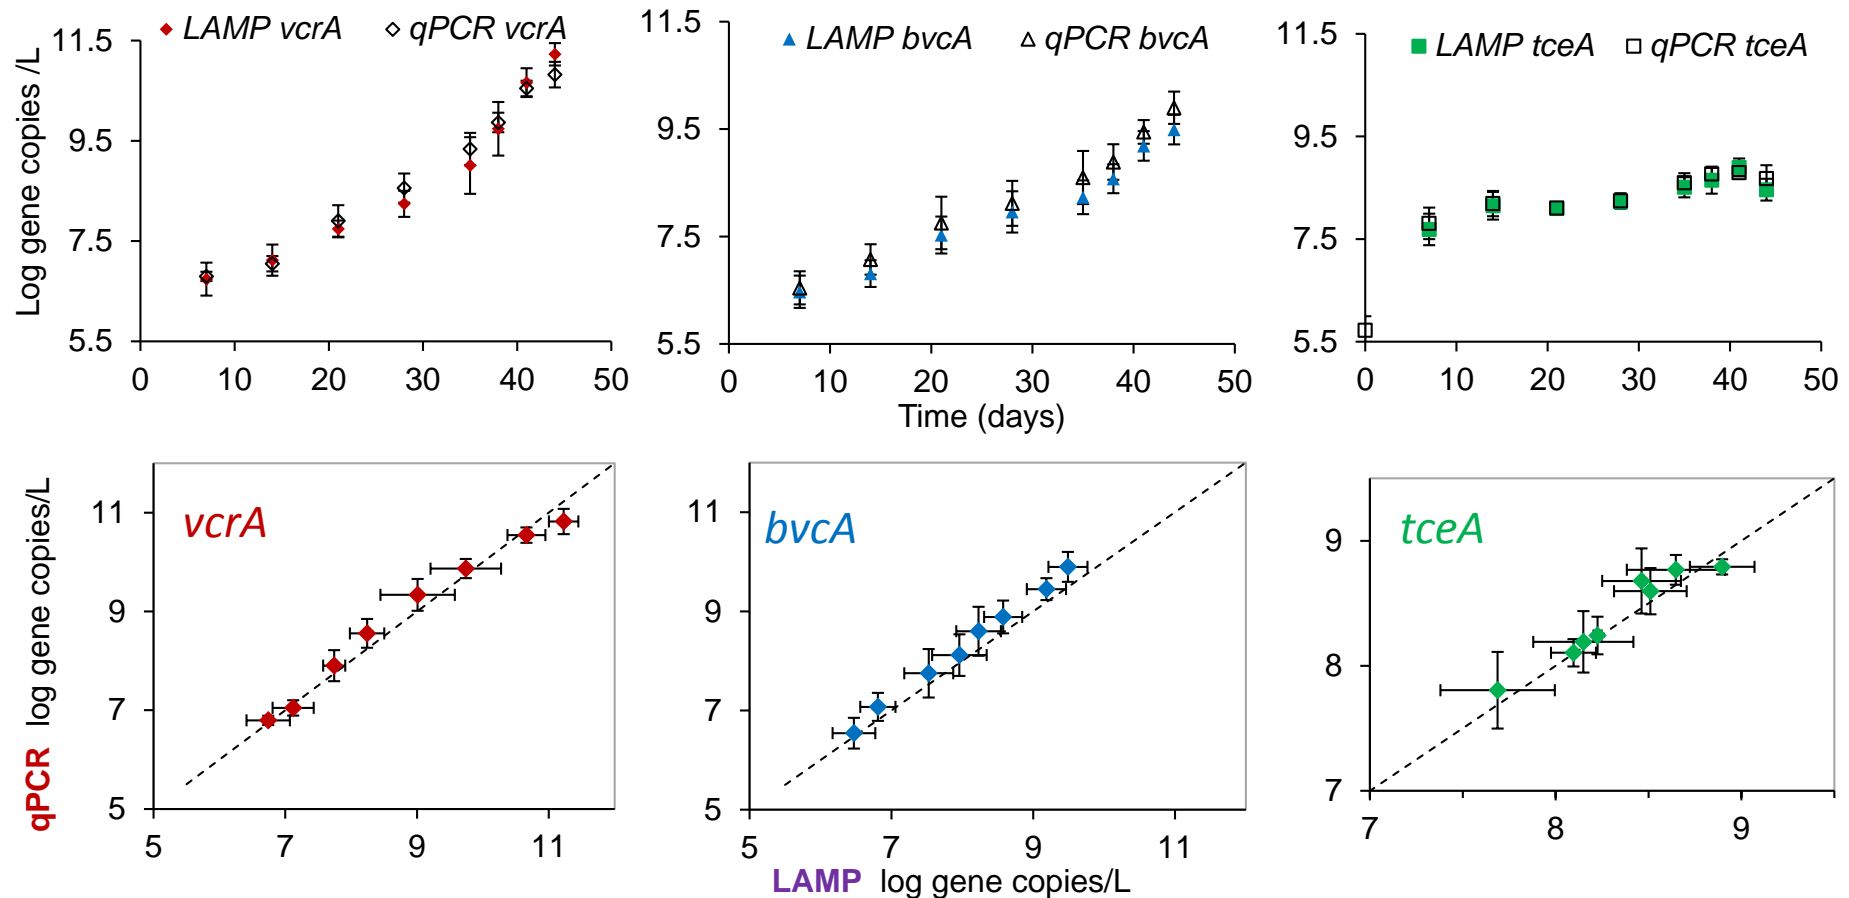 LAMP vcrA qPCR vcrA
Log gene copies /L
11.5
9.5
7.5
5.5
0 10 20 30 40 50
LAMP bvcA qPCR bvcA
11.5
9.5
7.5
5.5
0 10 20 30 40 50
Time (days)
LAMP tceA qPCR tceA
11.5
9.5
7.5
5.5
0 10 20 30 40 50
qPCR log gene copies/L
vcrA
11
9
7
5
5 7 9 11
bvcA
11
9
7
5
5 7 9 11
LAMP log gene copies/L
tceA
9
8
7
7 8 9